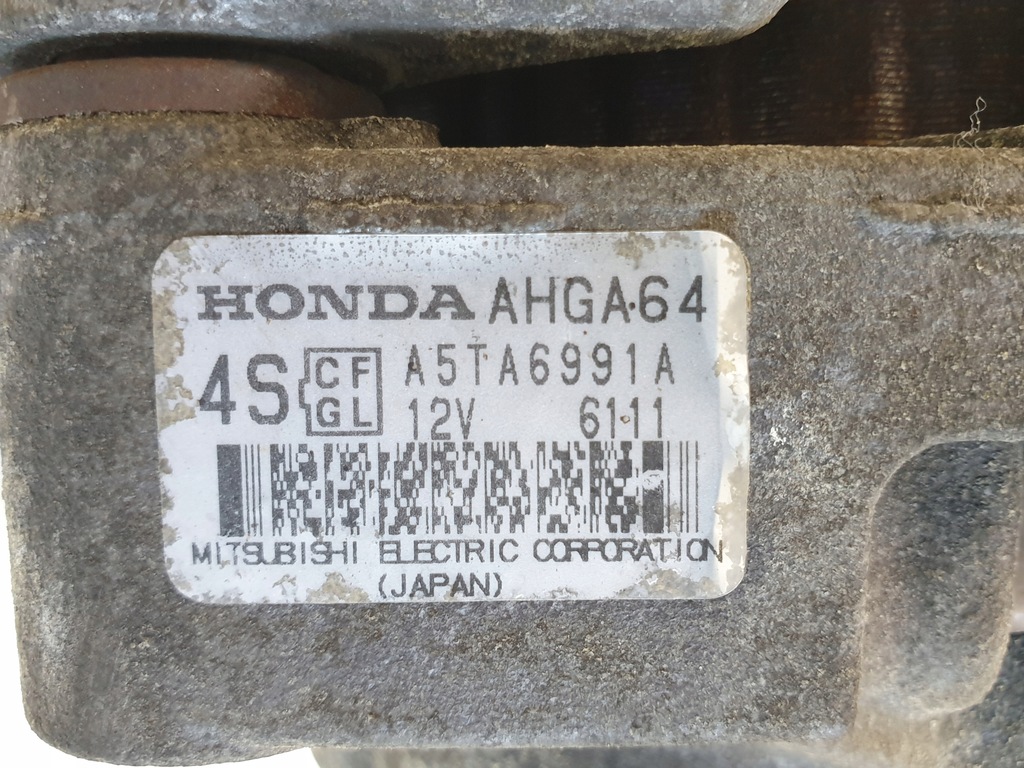 HONDA AHGA64
4S CF GL A5TA6991A
12V 6111
MITSUBISHI ELECTRIC CORPORATION
(JAPAN)